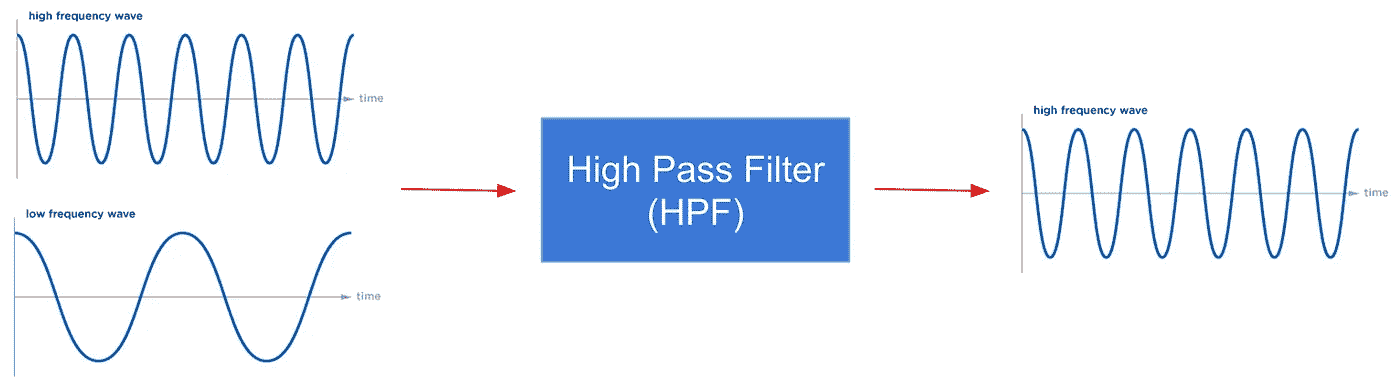 high frequency wave
time
low frequency wave
time
High Pass Filter
(HPF)
high frequency wave
time